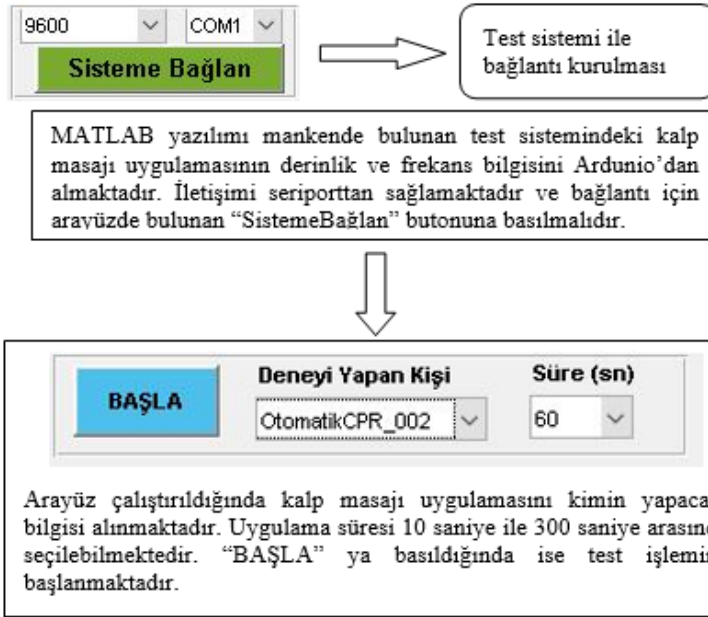 9600 COM1
Sisteme Bağlan
Test sistemi ile
bağlantı kurulması
MATLAB yazılımı mankende bulunan test sistemindeki kalp
masajı uygulamasının derinlik ve frekans bilgisini Ardunio’dan
almaktadır. İletişimi seriporttan sağlamaktadır ve bağlantı için
arayüzde bulunan “SistemeBağlan” butonuna basılmalıdır.
Deneyi Yapan Kişi Süre (sn)
BAŞLA
OtomatikCPR_002 60
Arayüz çalıştırıldığında kalp masajı uygulamasını kimin yapaca
bilgisi alınmaktadır. Uygulama süresi 10 saniye ile 300 saniye arasın
seçilebilmektedir. “BAŞLA” ya basıldığında ise test işlemi
başlanmaktadır.